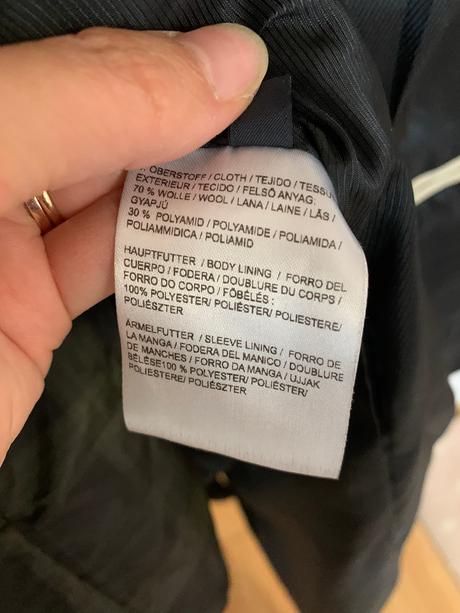 OBERSTOFF / CLOTH / TEJIDO / TESSU
EXTERIEUR / TECIDO / FELSŐ ANYAG:
70 % WOLLE / WOOL / LANA / LAINE / LÃS /
GYAPJÚ
30 % POLYAMID / POLYAMIDE / POLIAMIDA /
POLIAMMIDICA / POLIAMID
HAUPTFUTTER / BODY LINING / FORRO DEL
CUERPO / FODERA / DOUBLURE DU CORPS /
FORRO DO CORPO / FŐBÉLÉS :
100% POLYESTER/ POLIÉSTER/ POLIESTERE/
POLIÉSZTER
ÄRMELFUTTER / SLEEVE LINING / FORRO DE
LA MANGA / FODERA DEL MANICO / DOUBLURE
DE MANCHES / FORRO DA MANGA / UJJAK
BÉLÉSE100 % POLYESTER/ POLIÉSTER/
POLIESTERE/ POLIÉSZTER